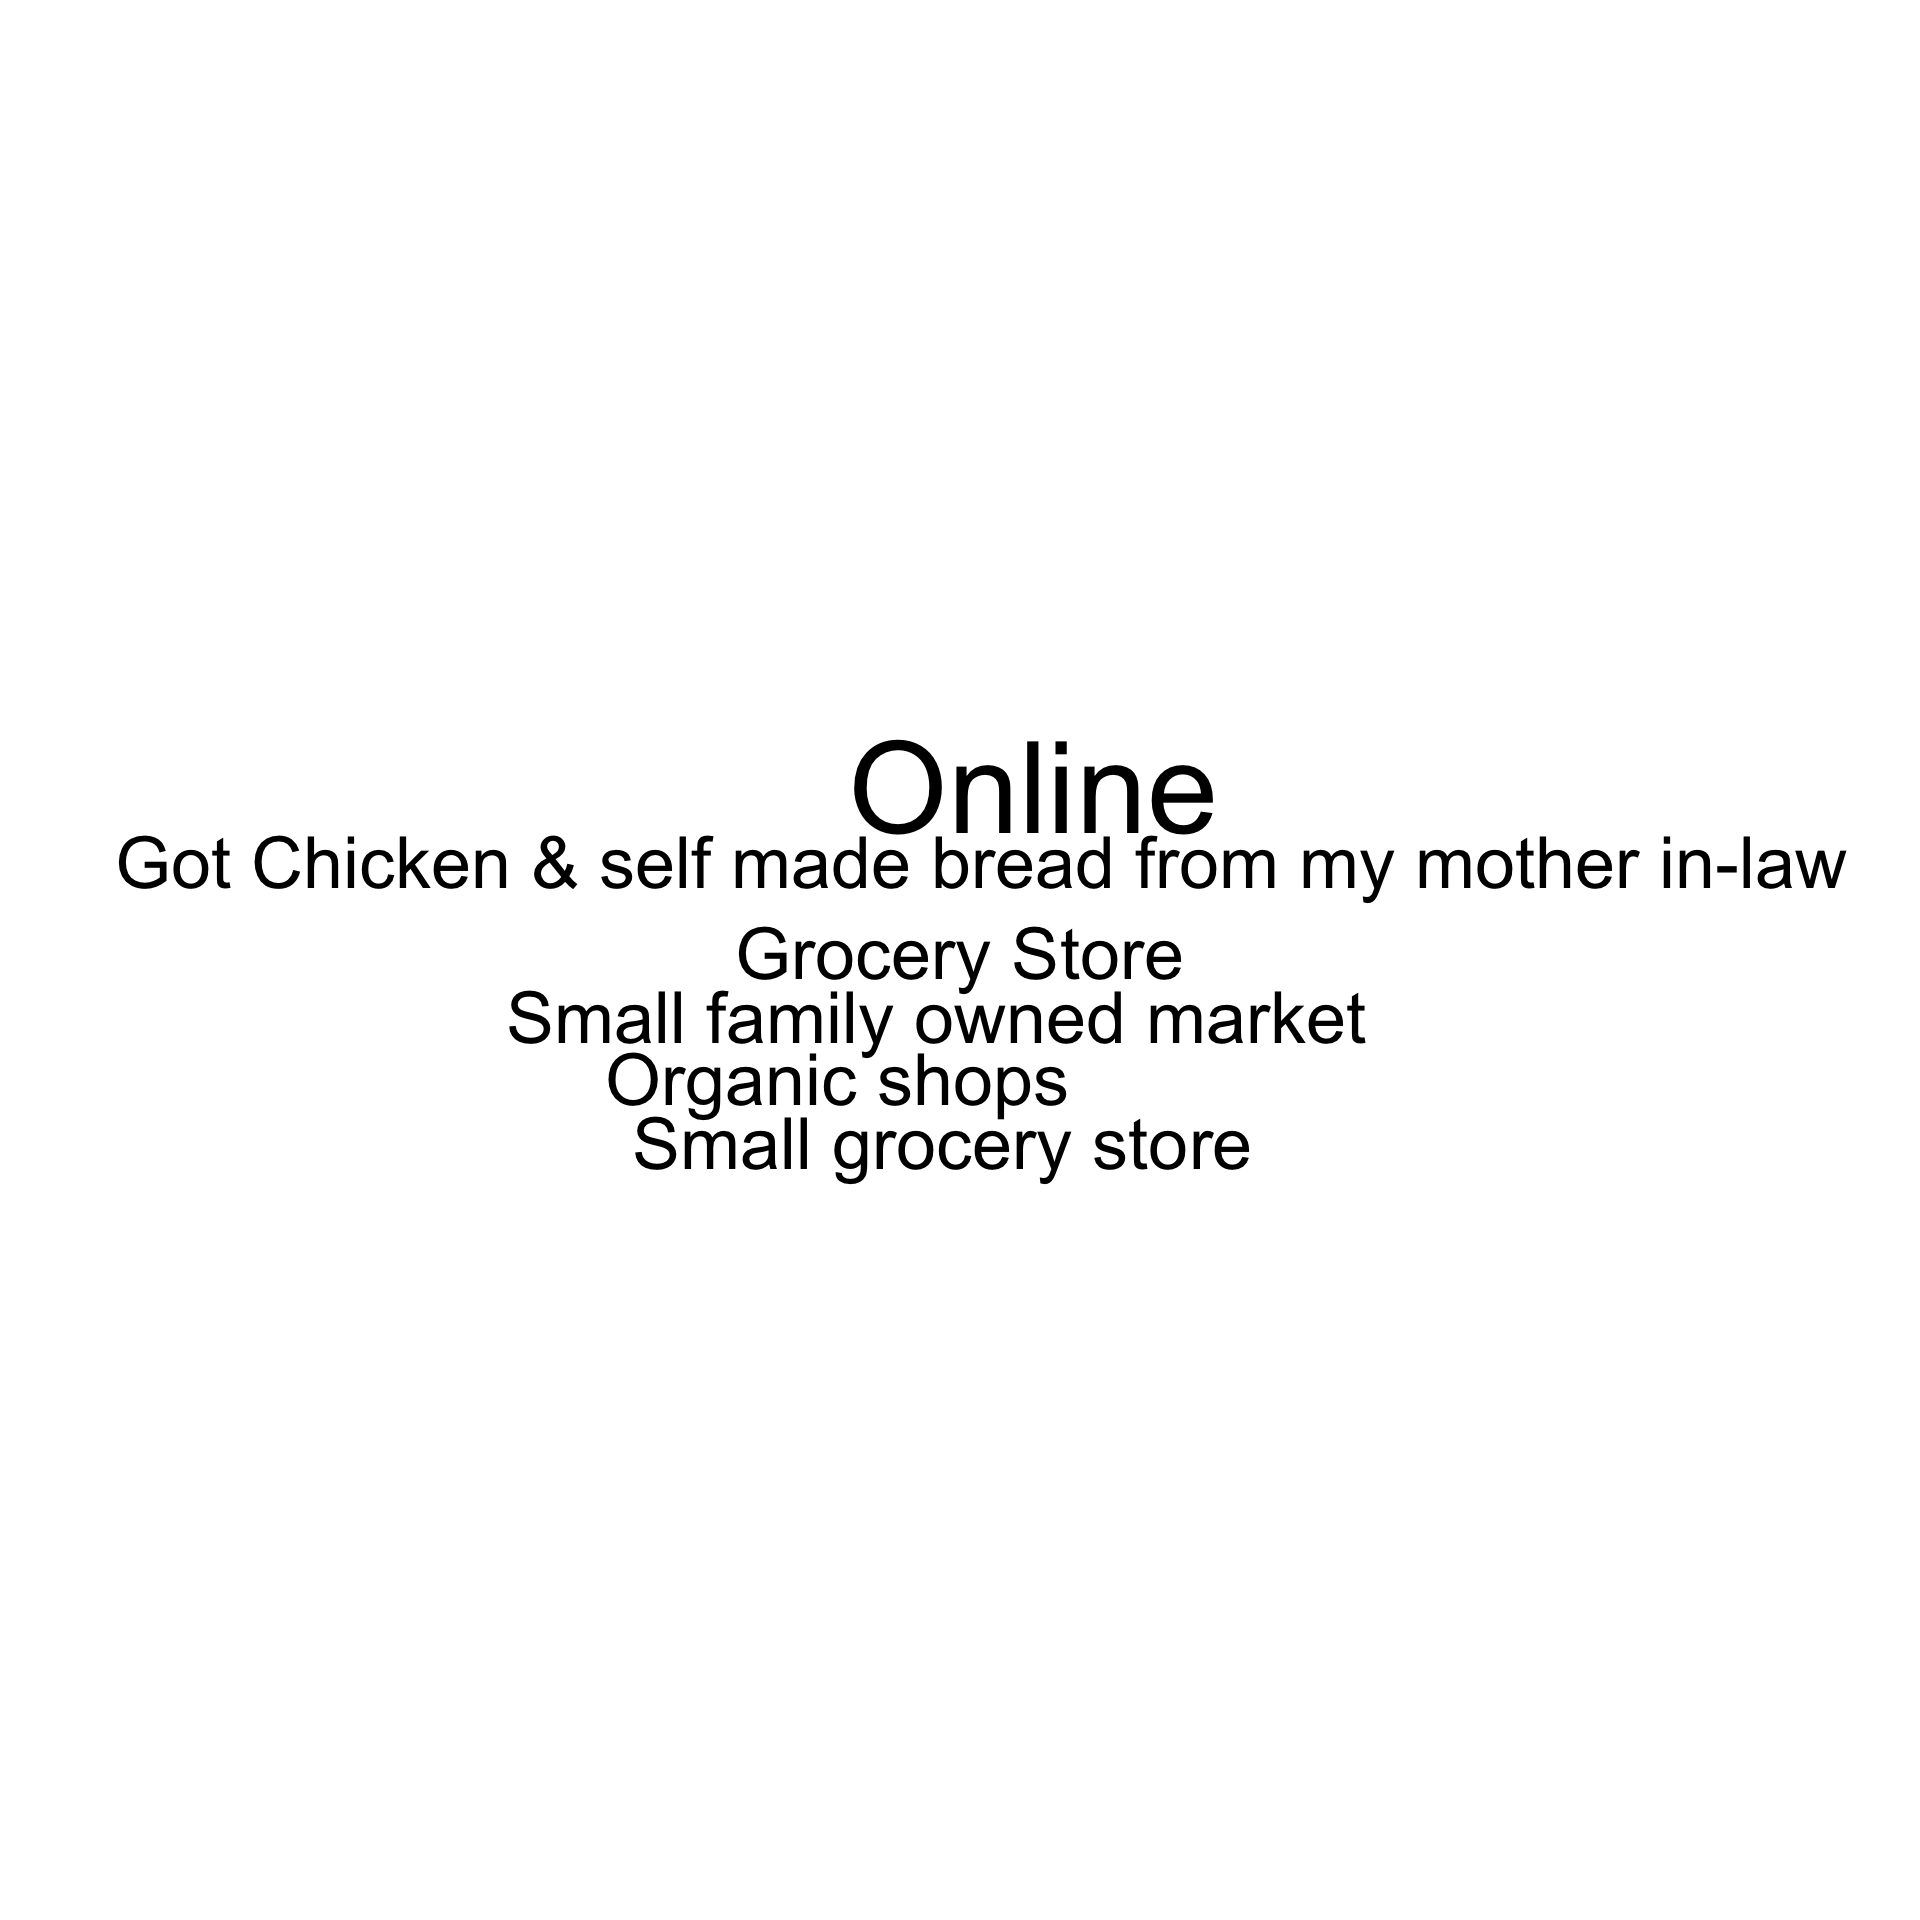 Online
Got Chicken & self made bread from my mother in-law
Grocery Store
Small family owned market
Organic shops
Small grocery store